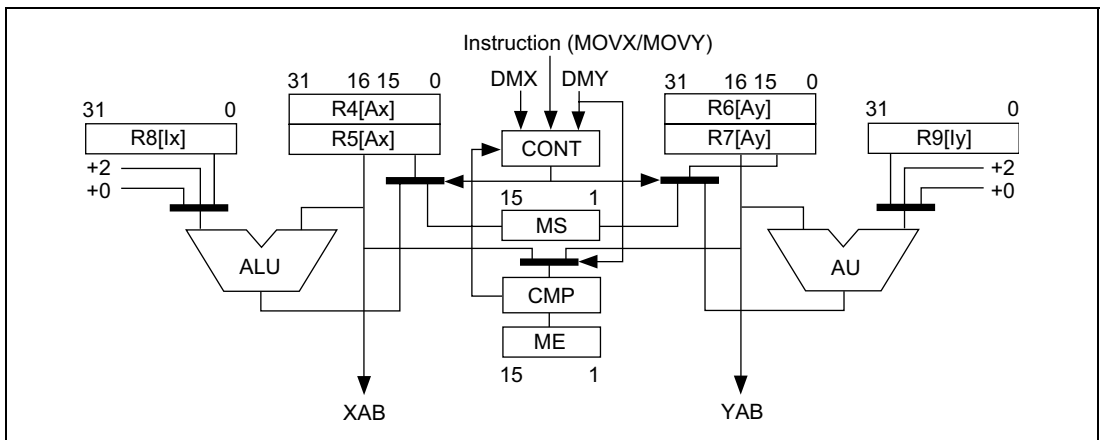 Instruction (MOVX/MOVY)
DMX DMY
31 16 15 0
R4[Ax]
R5[Ax]
31 16 15 0
R6[Ay]
R7[Ay]
31 0
R8[Ix]
+2
+0
31 0
R9[Iy]
+2
+0
CONT
15 1
MS
ALU
AU
CMP
ME
15 1
XAB
YAB